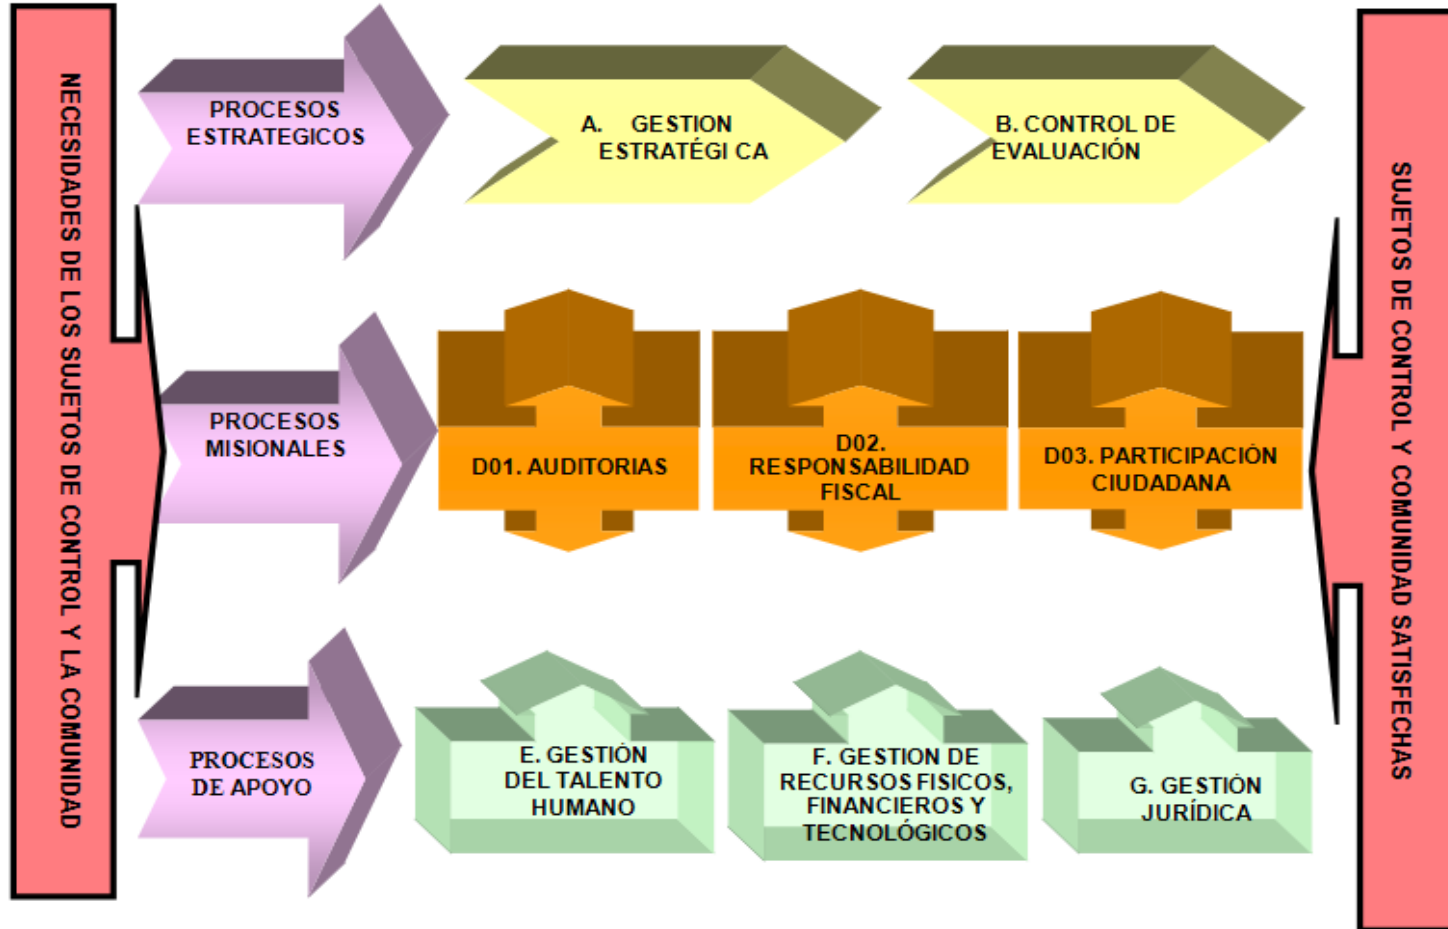 NECESIDADES DE LOS SUJETOS DE CONTROL Y LA COMUNIDAD
PROCESOS
ESTRATEGICOS
A. GESTION
ESTRATÉGI CA
B. CONTROL DE
EVALUACIÓN
PROCESOS
MISIONALES
D01. AUDITORIAS
D02.
RESPONSABILIDAD
FISCAL
D03. PARTICIPACIÓN
CIUDADANA
PROCESOS
DE APOYO
E. GESTIÓN
DEL TALENTO
HUMANO
F. GESTION DE
RECURSOS FISICOS,
FINANCIEROS Y
TECNOLÓGICOS
G. GESTIÓN
JURÍDICA
SUJETOS DE CONTROL Y COMUNIDAD SATISFECHAS